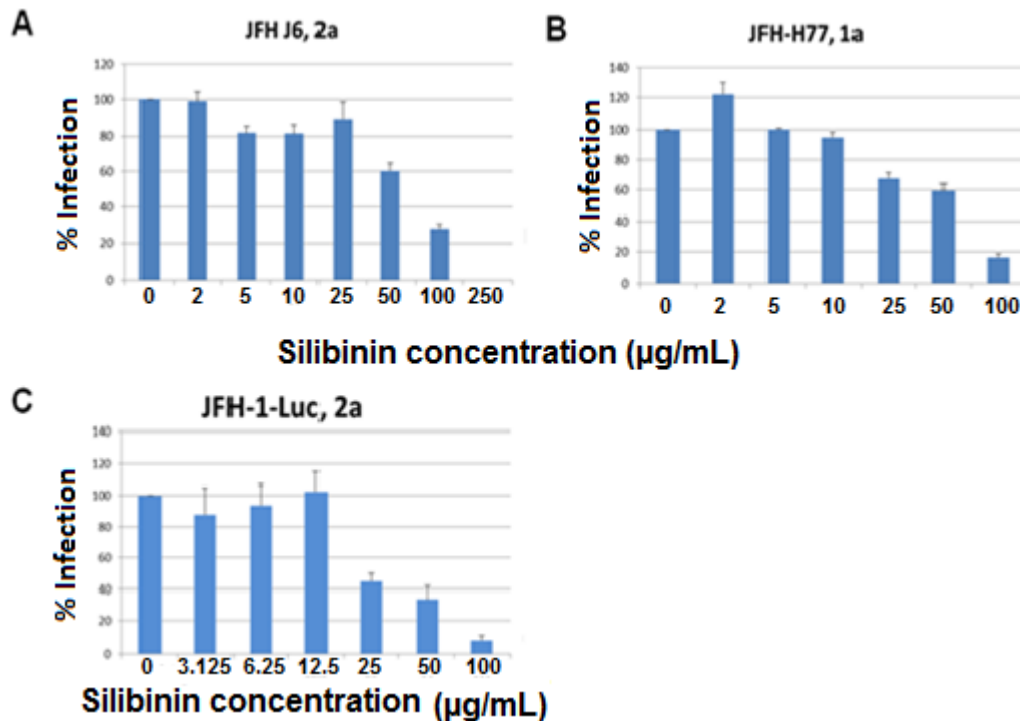 A
JFH J6, 2a
% Infection
120
100
80
60
40
20
0
0 2 5 10 25 50 100 250
B
JFH-H77, 1a
% Infection
140
120
100
80
60
40
20
0
0 2 5 10 25 50 100
Silibinin concentration (µg/mL)
C
JFH-1-Luc, 2a
% Infection
140
120
100
80
60
40
20
0
0 3.125 6.25 12.5 25 50 100
Silibinin concentration (µg/mL)